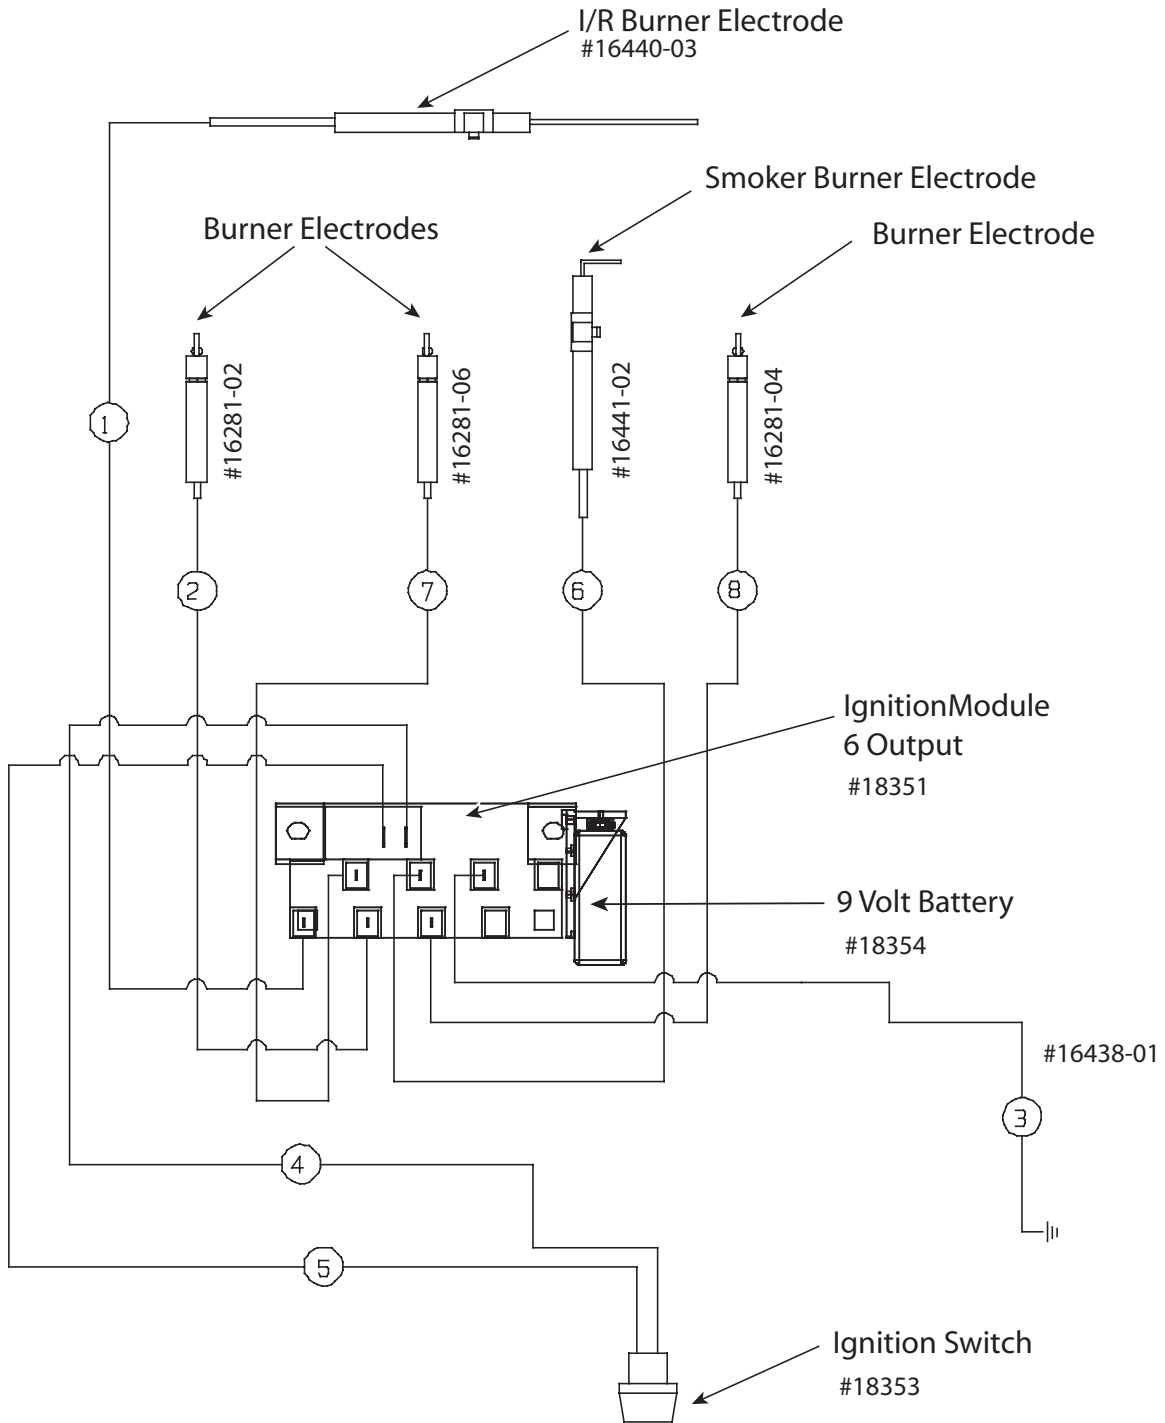 I/R Burner Electrode
#16440-03
Smoker Burner Electrode
Burner Electrodes
Burner Electrode
#16281-02
#16281-06
#16441-02
#16281-04
1
2
7
6
8
IgnitionModule
6 Output
#18351
9 Volt Battery
#18354
#16438-01
3
4
5
Ignition Switch
#18353